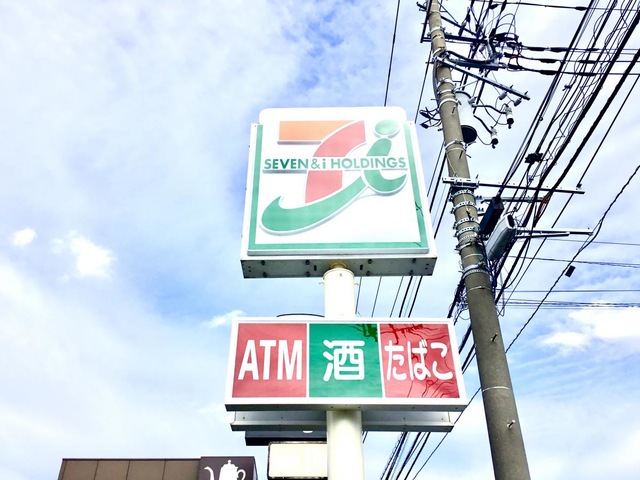 SEVEN & i HOLDINGS
ATM 酒 たばこ